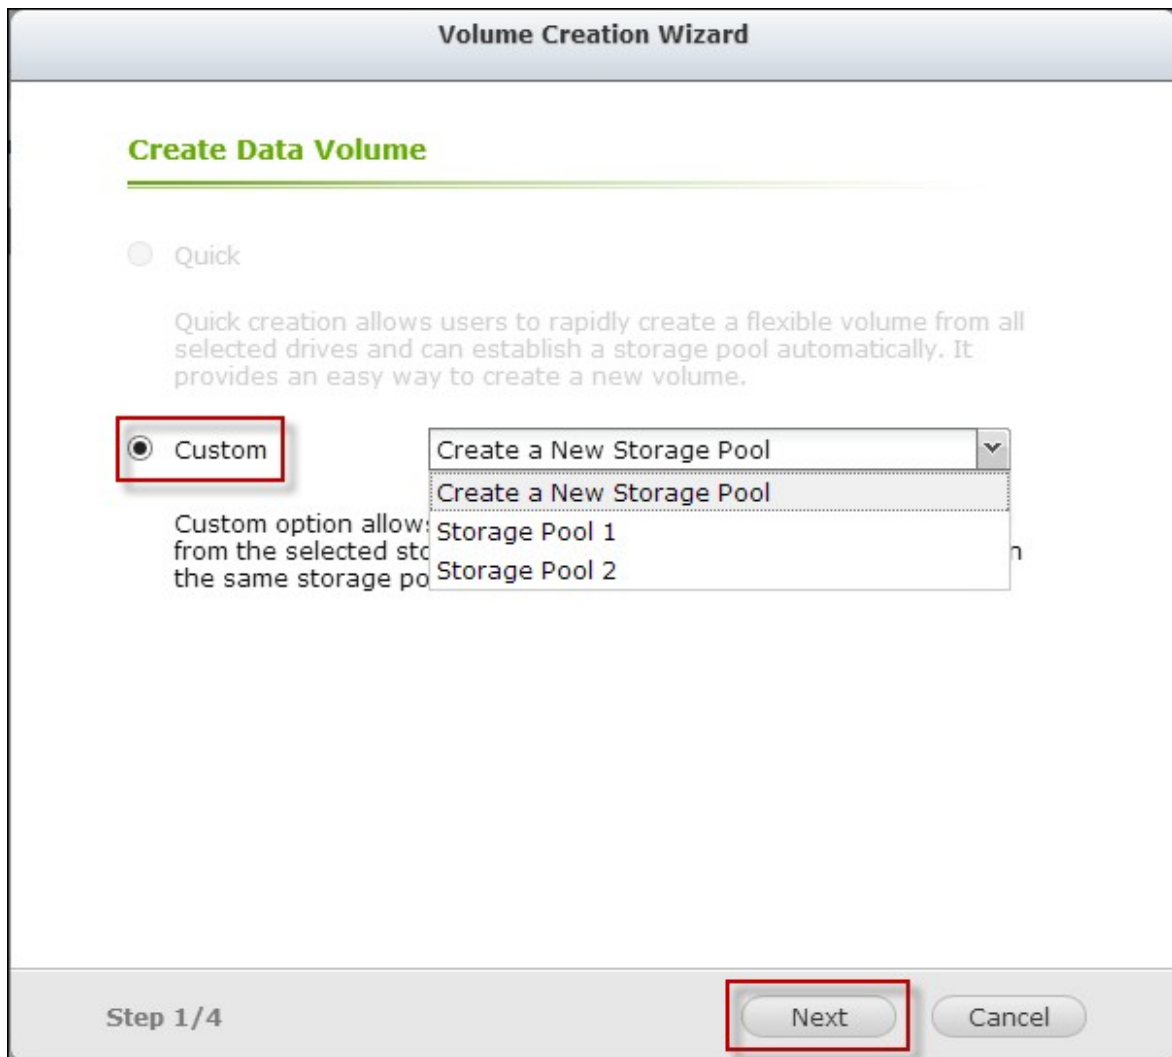 Volume Creation Wizard
Create Data Volume
Quick
Quick creation allows users to rapidly create a flexible volume from all
selected drives and can establish a storage pool automatically. It
provides an easy way to create a new volume.
Custom
Create a New Storage Pool
Create a New Storage Pool
Storage Pool 1
Storage Pool 2
Custom option allow
from the selected
the same storage
Step 1/4
Next
Cancel